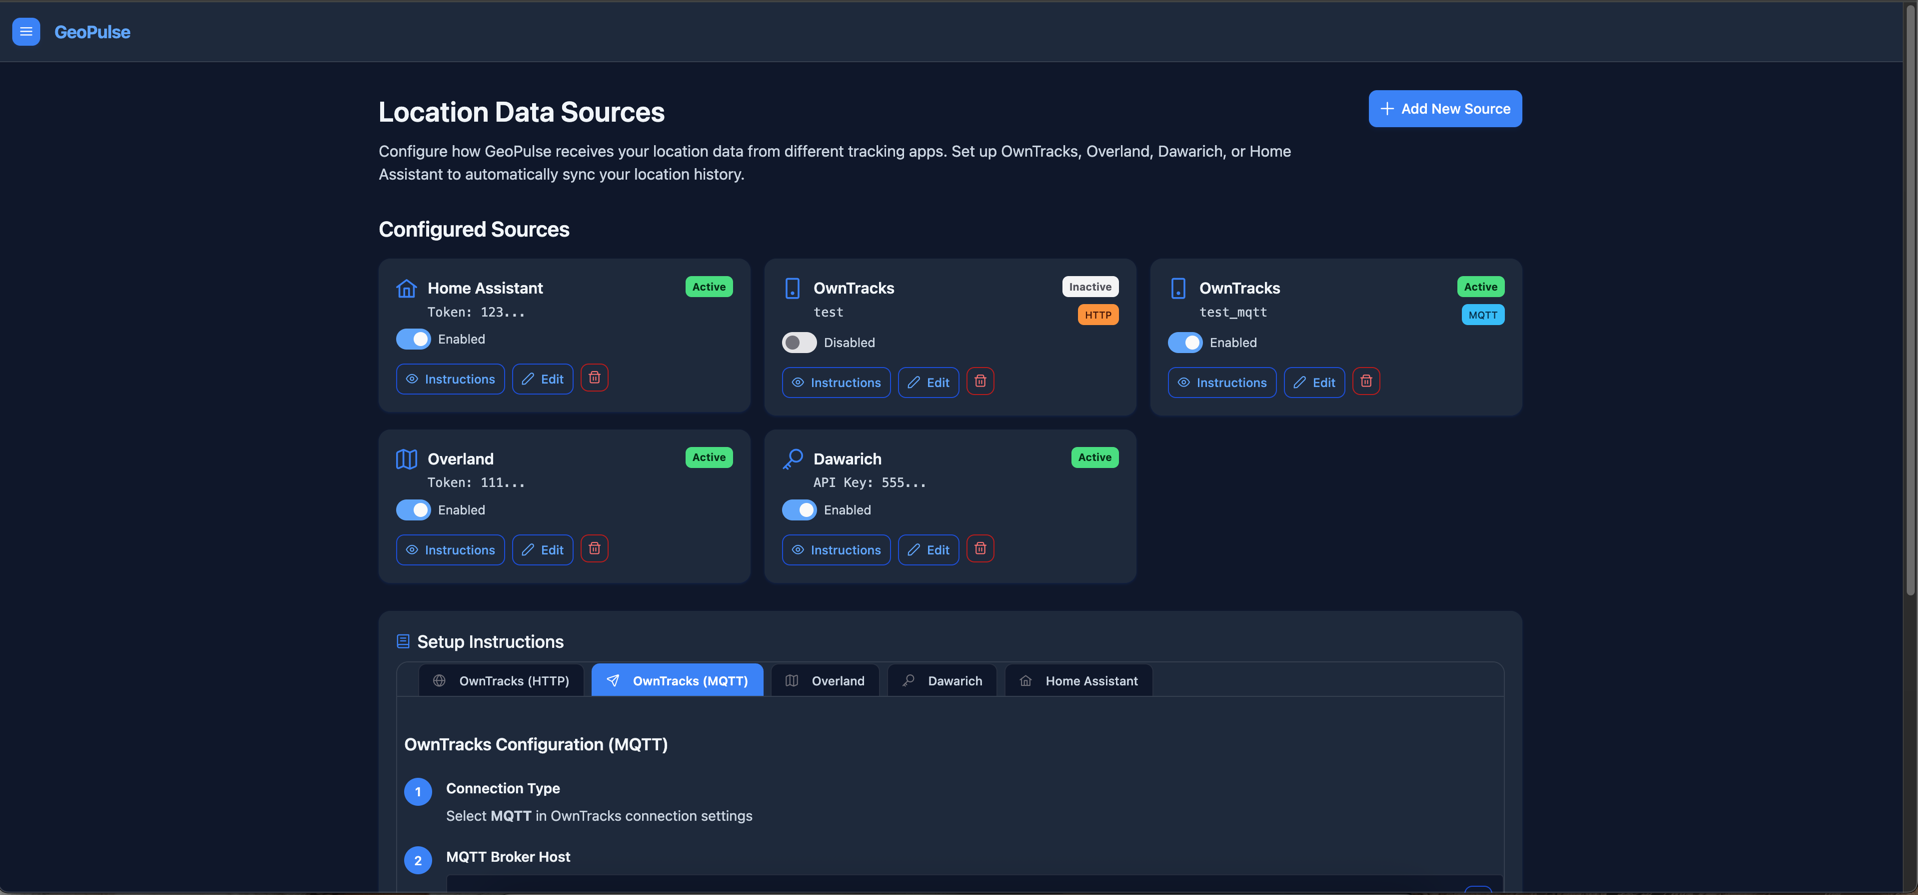 GeoPulse
Location Data Sources
Add New Source
Configure how GeoPulse receives your location data from different tracking apps. Set up OwnTracks, Overland, Dawarich, or Home
Assistant to automatically sync your location history.
Configured Sources
Home Assistant
Active
Token: 123...
Enabled
Instructions
Edit
OwnTracks
Inactive
test
HTTP
Disabled
Instructions
Edit
OwnTracks
Active
test_mqtt
MQTT
Enabled
Instructions
Edit
Overland
Active
Token: 111...
Enabled
Instructions
Edit
Dawarich
Active
API Key: 555...
Enabled
Instructions
Edit
Setup Instructions
OwnTracks (HTTP)
OwnTracks (MQTT)
Overland
Dawarich
Home Assistant
OwnTracks Configuration (MQTT)
1
Connection Type
Select MQTT in OwnTracks connection settings
2
MQTT Broker Host